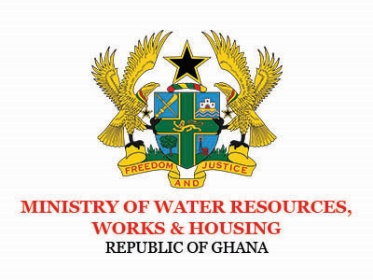 FREEDOM AND JUSTICE
MINISTRY OF WATER RESOURCES,
WORKS & HOUSING
REPUBLIC OF GHANA